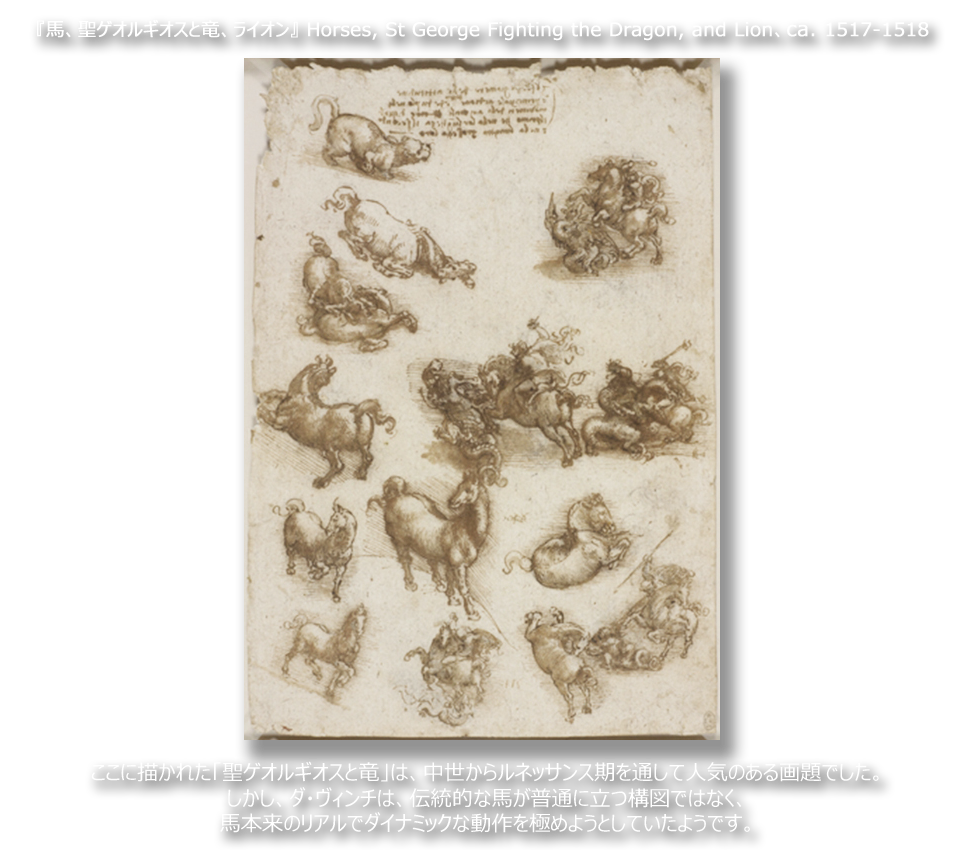 『馬、聖ゲオルギオスと竜、ライオン』 Horses, St George Fighting the Dragon, and Lion、ca. 1517-1518
ここに描かれた「聖ゲオルギオスと竜」は、中世からルネッサンス期を通して人気のある画題でした。
しかし、ダ・ヴィンチは、伝統的な馬が普通に立つ構図ではなく、
馬本来のリアルでダイナミックな動作を極めようとしていたようです。